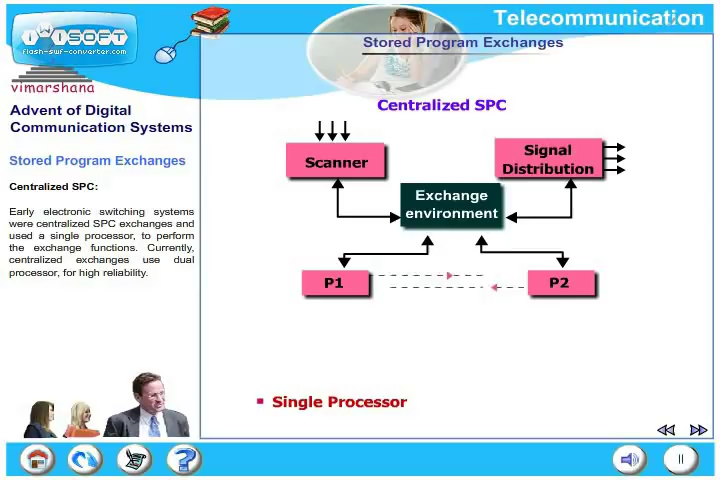 Telecommunication
iWiSOFT
flash-swf-converter.com
Stored Program Exchanges
vimarshana
Advent of Digital
Communication Systems
Stored Program Exchanges
Centralized SPC:
Early electronic switching systems
were centralized SPC exchanges and
used a single processor, to perform
the exchange functions. Currently,
centralized exchanges use dual
processor, for high reliability.
Centralized SPC
Scanner
Signal
Distribution
Exchange
environment
P1
P2
Single Processor